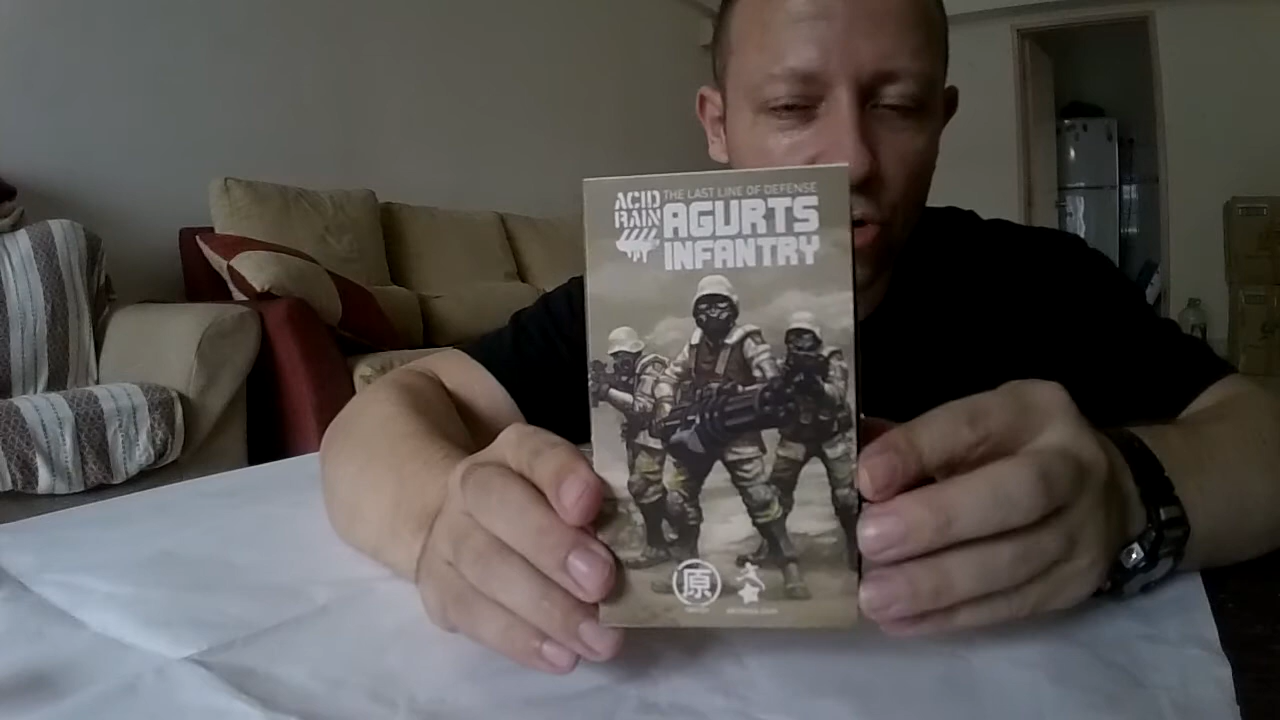 ACID RAIN
THE LAST LINE OF DEFENSE
AGURTS
INFANTRY
原